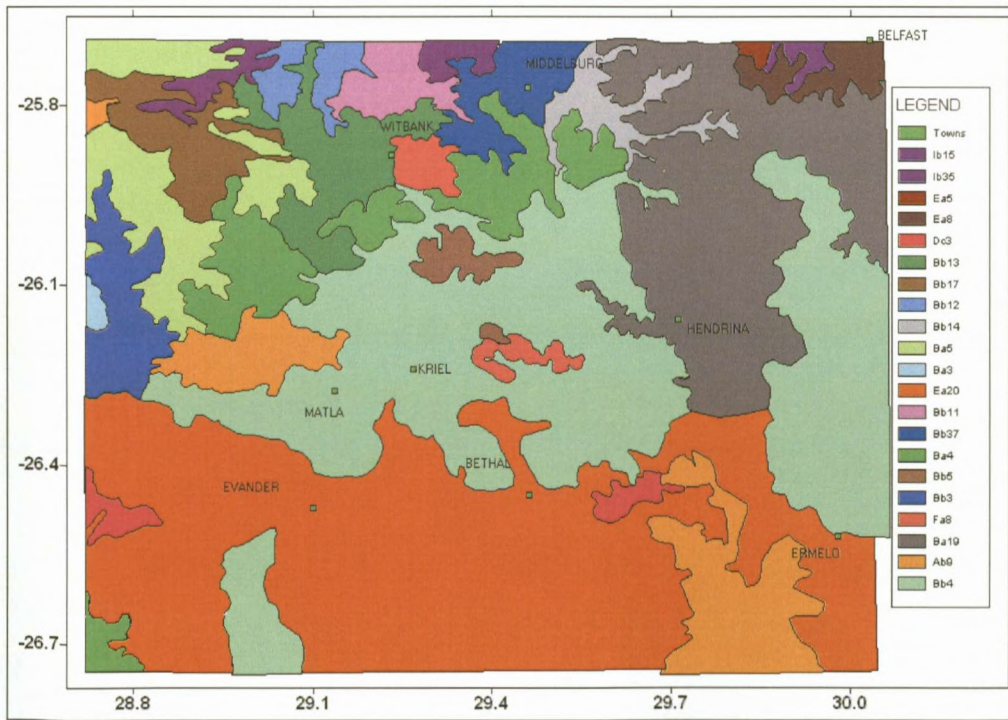 BELFAST
MIDDELBURG
-25.8
WITBANK
-26.1
HENDRINA
KRIEL
MATLA
-26.4
BETHAL
EVANDER
ERMELO
-26.7
28.8
29.1
29.4
29.7
30.0
LEGEND
Towns
Ib15
Ib35
Ea5
Ea8
Dc3
Bb13
Bb17
Bb12
Bb14
Ba5
Ba3
Ea20
Bb11
Bb37
Ba4
Bb5
Bb3
Fa8
Ba19
Ab9
Bb4